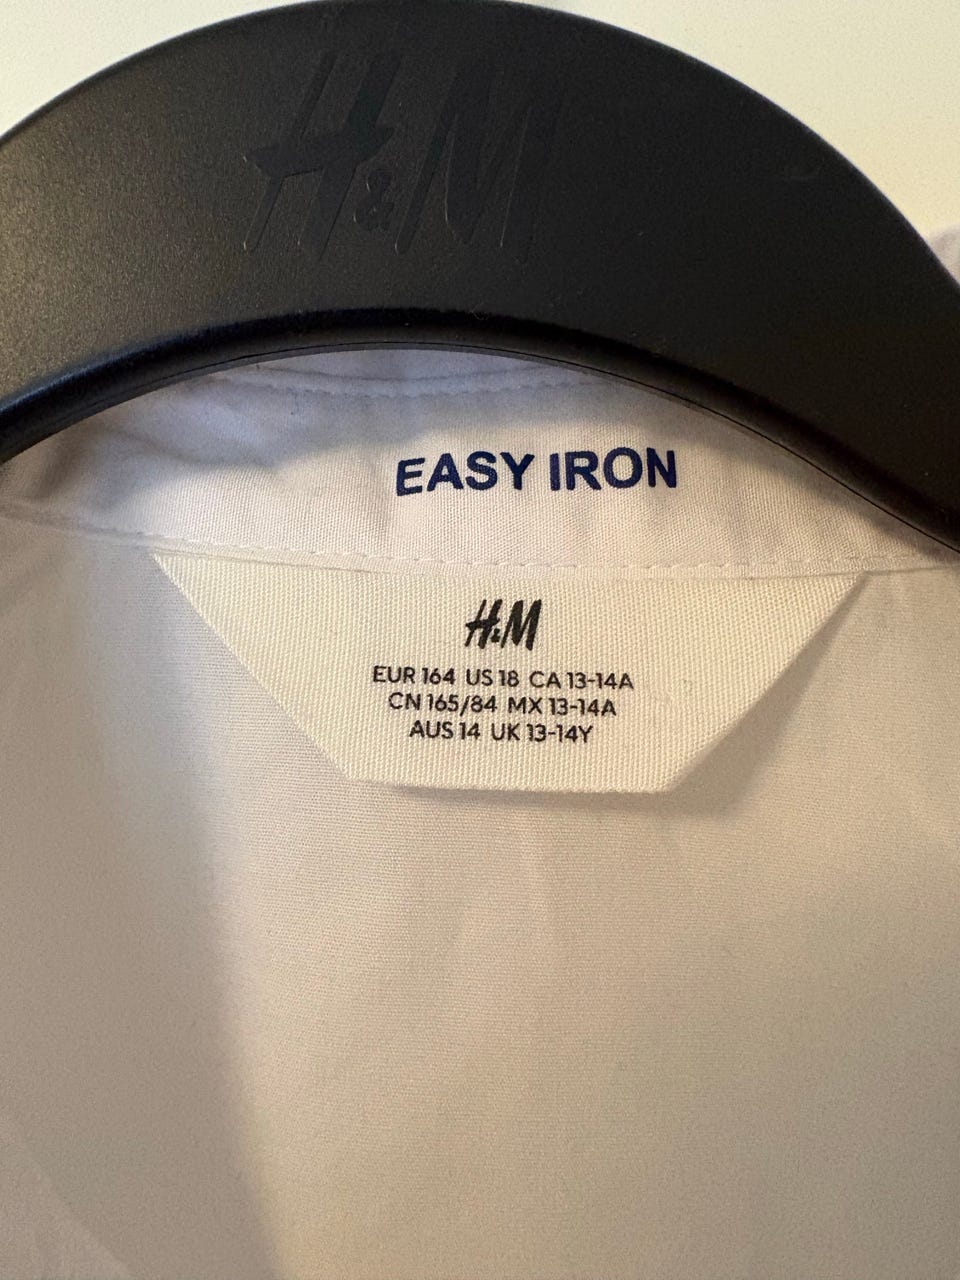 H&M
EASY IRON
H&M
EUR 164 US 18 CA 13-14A
CN 165/84 MX 13-14A
AUS 14 UK 13-14Y